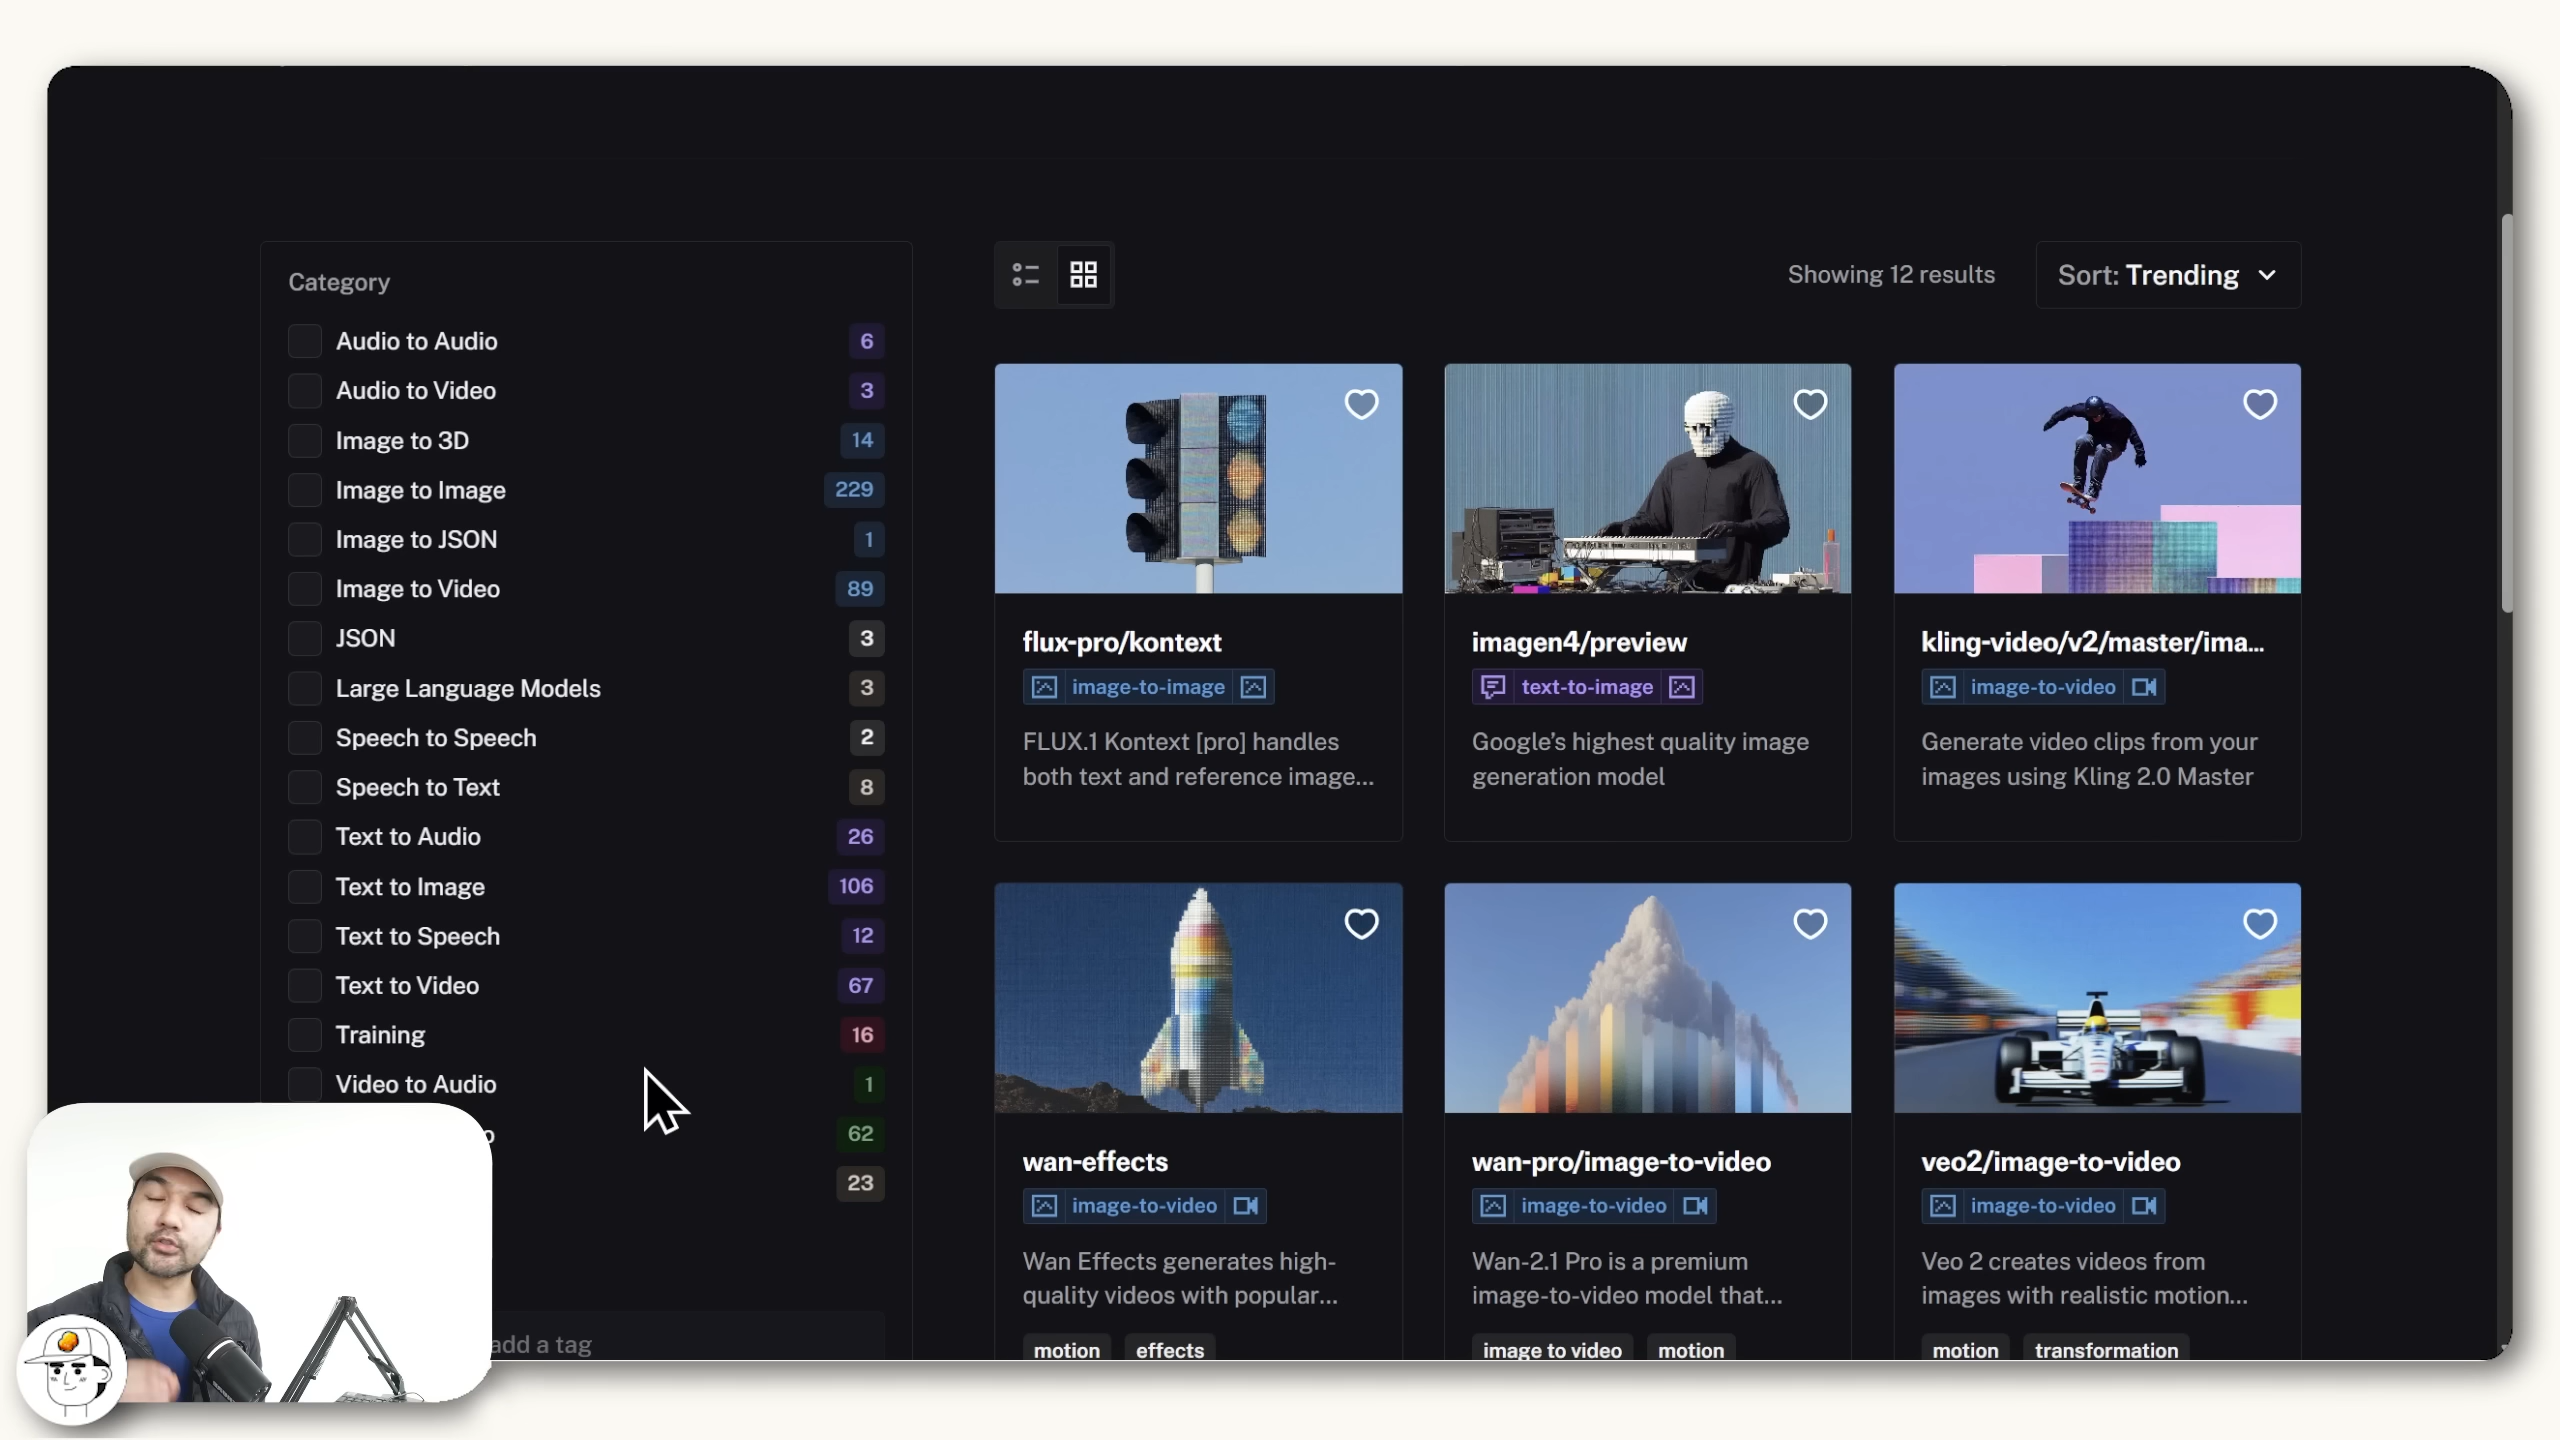 Category
Audio to Audio 6
Audio to Video 3
Image to 3D 14
Image to Image 229
Image to JSON 1
Image to Video 89
JSON 3
Large Language Models 3
Speech to Speech 2
Speech to Text 8
Text to Audio 26
Text to Image 106
Text to Speech 12
Text to Video 67
Training 16
Video to Audio 1
o 62
23
add a tag
Showing 12 results
Sort: Trending
flux-pro/kontext
image-to-image
FLUX.1 Kontext [pro] handles
both text and reference image...
imagen4/preview
text-to-image
Google's highest quality image
generation model
kling-video/v2/master/ima...
image-to-video
Generate video clips from your
images using Kling 2.0 Master
wan-effects
image-to-video
Wan Effects generates high-
quality videos with popular...
motion effects
wan-pro/image-to-video
image-to-video
Wan-2.1 Pro is a premium
image-to-video model that...
image to video motion
veo2/image-to-video
image-to-video
Veo 2 creates videos from
images with realistic motion...
motion transformation